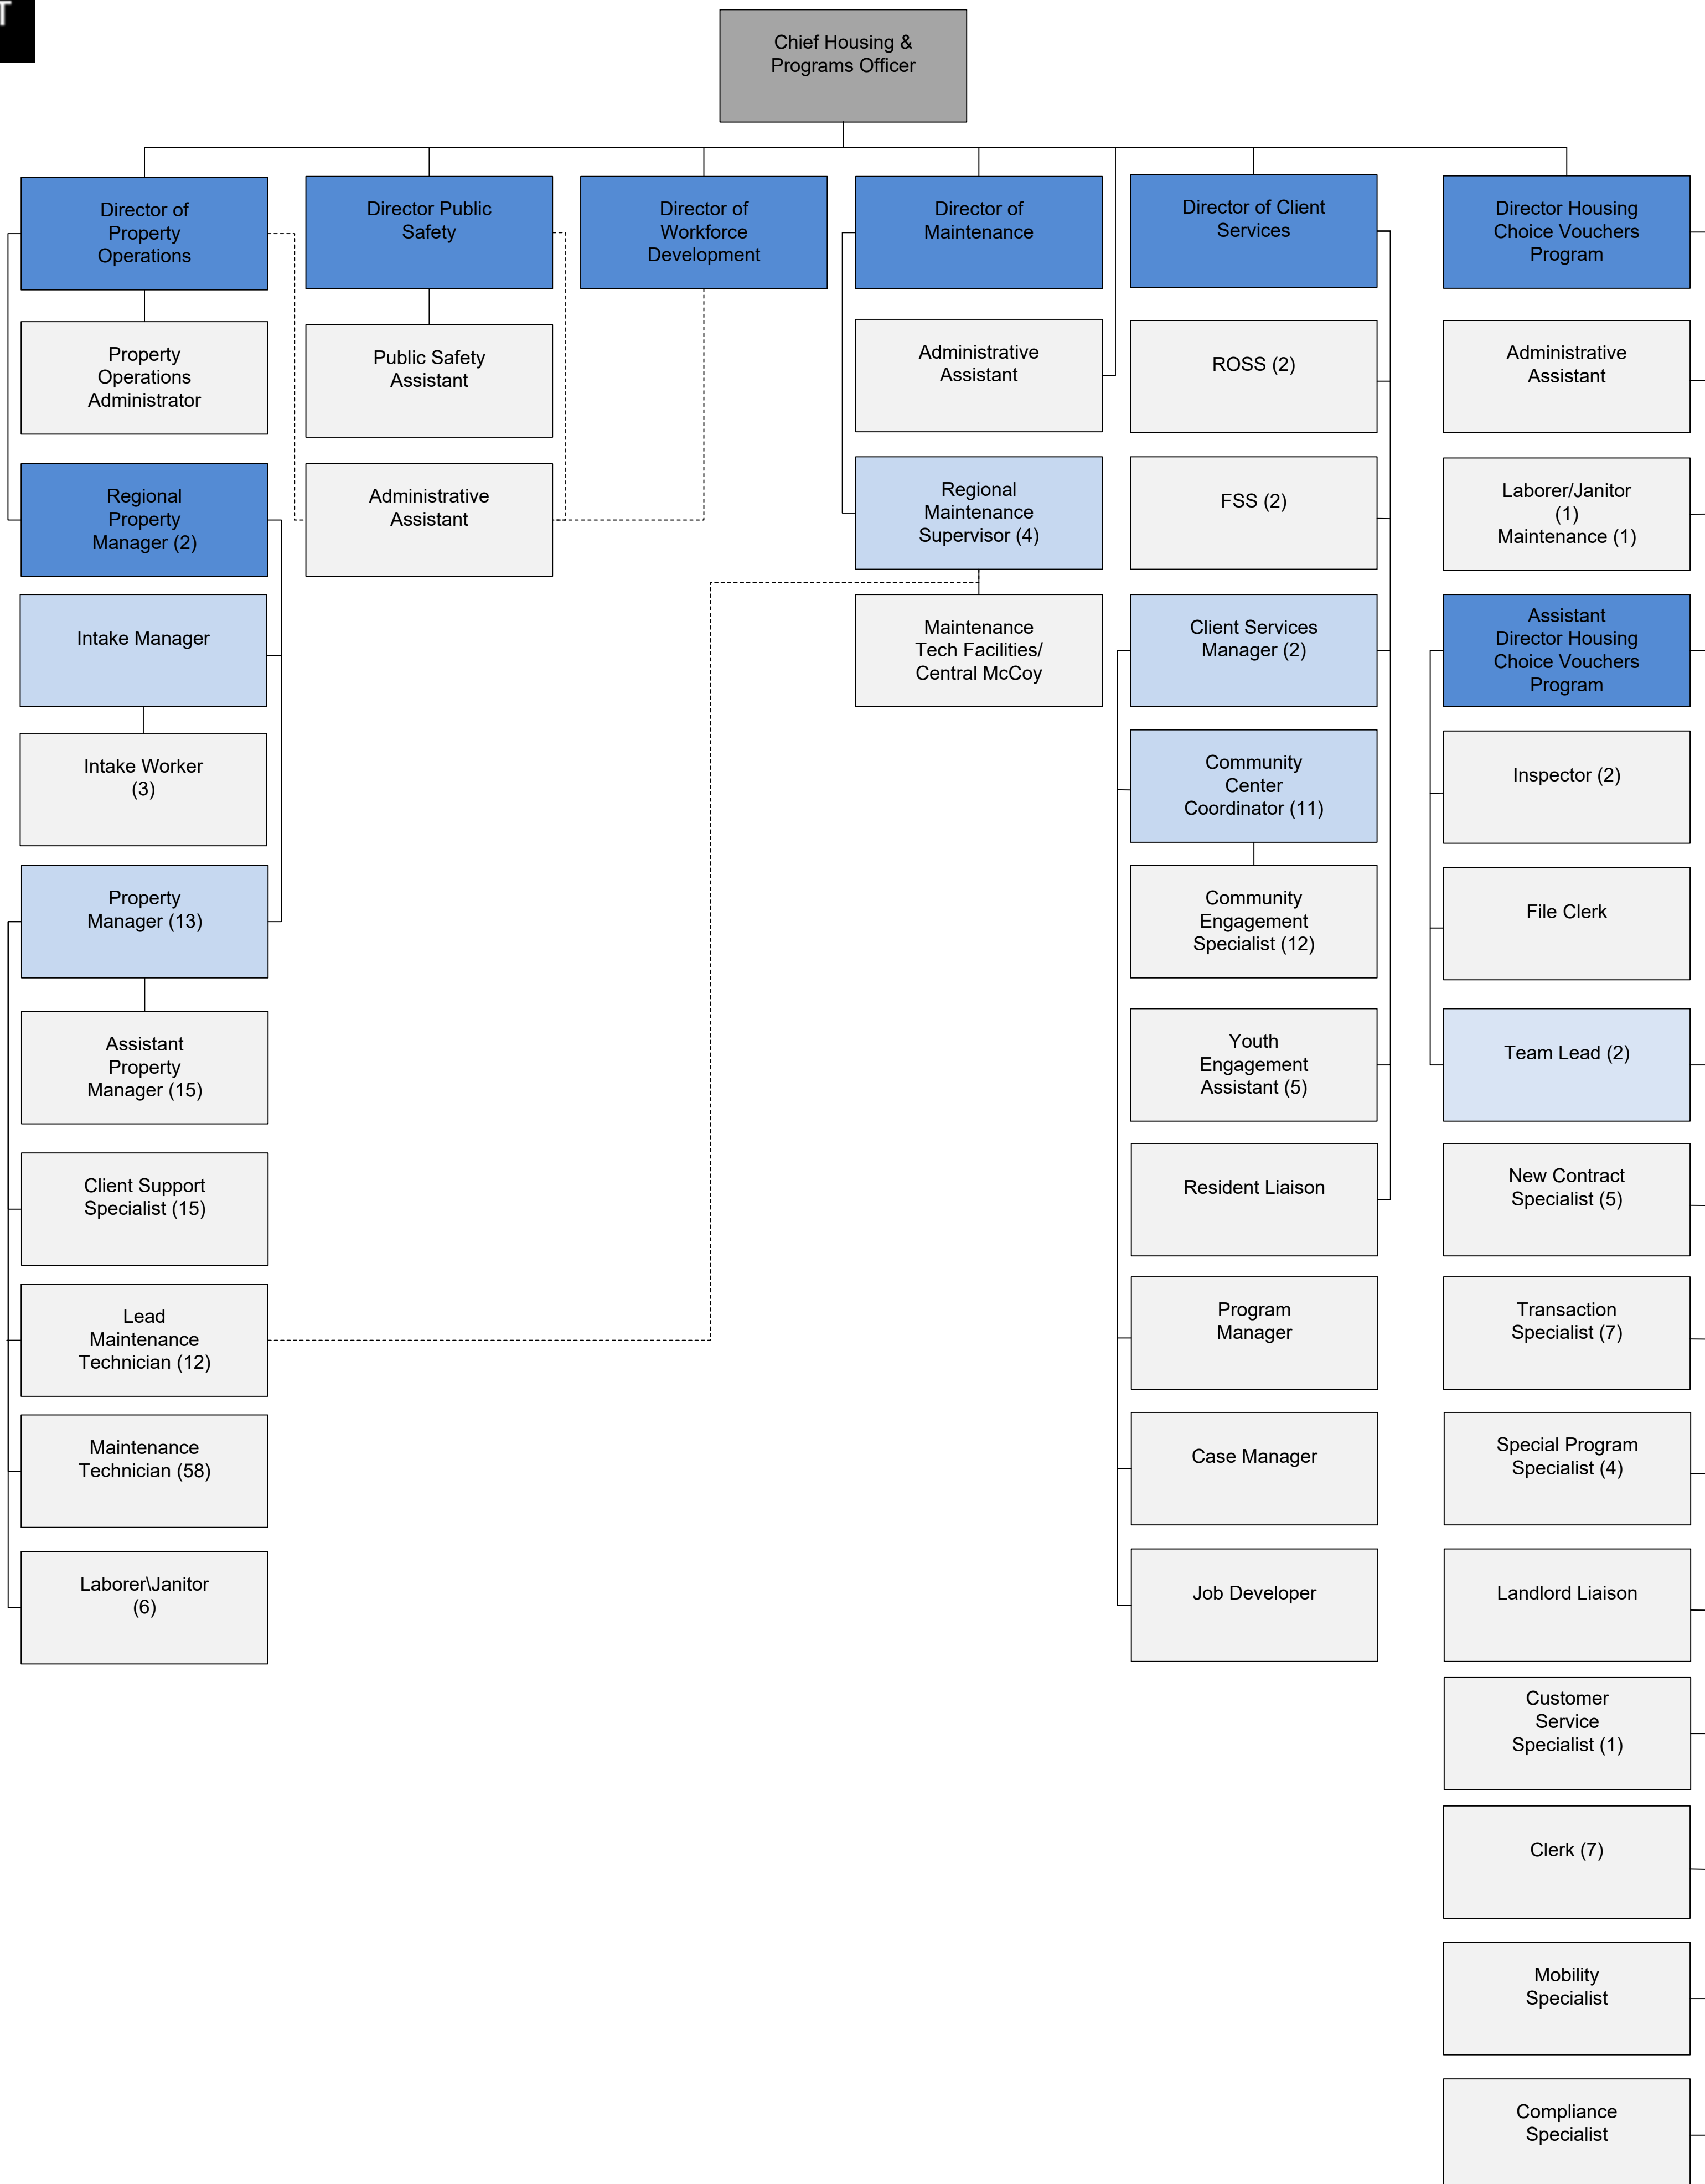 T
Chief Housing &
Programs Officer
Director of
Property
Operations
Director Public
Safety
Director of
Workforce
Development
Director of
Maintenance
Director of Client
Services
Director Housing
Choice Vouchers
Program
Property
Operations
Administrator
Public Safety
Assistant
Administrative
Assistant
ROSS (2)
Administrative
Assistant
Regional
Property
Manager (2)
Administrative
Assistant
Regional
Maintenance
Supervisor (4)
FSS (2)
Laborer/Janitor
(1)
Maintenance (1)
Intake Manager
Maintenance
Tech Facilities/
Central McCoy
Client Services
Manager (2)
Assistant
Director Housing
Choice Vouchers
Program
Intake Worker
(3)
Community
Center
Coordinator (11)
Inspector (2)
Property
Manager (13)
Community
Engagement
Specialist (12)
File Clerk
Assistant
Property
Manager (15)
Youth
Engagement
Assistant (5)
Team Lead (2)
Client Support
Specialist (15)
Resident Liaison
New Contract
Specialist (5)
Lead
Maintenance
Technician (12)
Program
Manager
Transaction
Specialist (7)
Maintenance
Technician (58)
Case Manager
Special Program
Specialist (4)
Laborer\Janitor
(6)
Job Developer
Landlord Liaison
Customer
Service
Specialist (1)
Clerk (7)
Mobility
Specialist
Compliance
Specialist